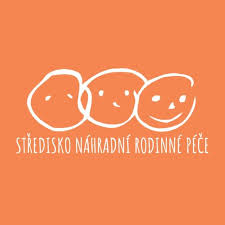 STŘEDISKO NÁHRADNÍ RODINNÉ PÉČE